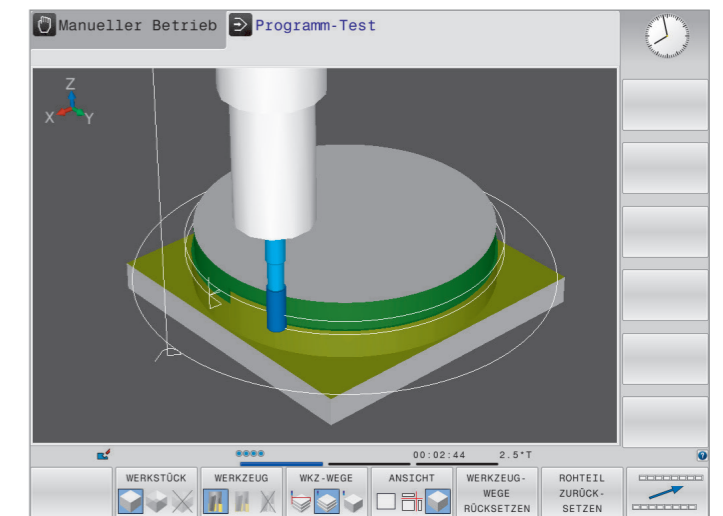 Manueller Betrieb
Programm-Test
Z
X
Y
00:02:44 2.5*T
WERKSTÜCK
WERKZEUG
WKZ-WEGE
ANSICHT
WERKZEUG-
WEGE
RÜCKSETZEN
ROHTEIL
ZURÜCK-
SETZEN